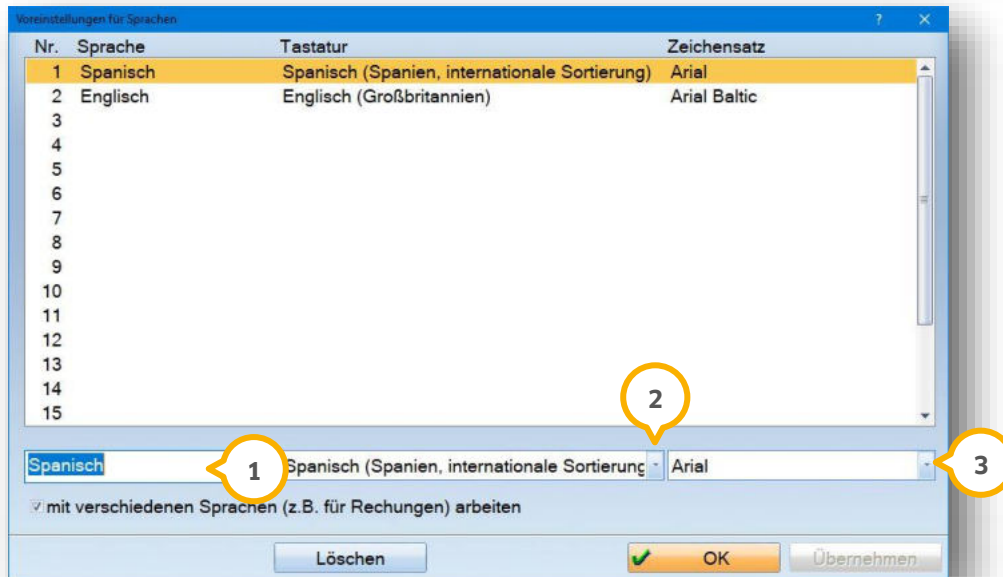 Voreinstellungen für Sprachen ?
Nr. Sprache Tastatur Zeichensatz
1 Spanisch Spanisch (Spanien, internationale Sortierung) Arial
2 Englisch Englisch (Großbritannien) Arial Baltic
3
4
5
6
7
8
9
10
11
12
13
14
15
2
Spanisch 1 Spanisch (Spanien, internationale Sortierung Arial 3
mit verschiedenen Sprachen (z.B. für Rechungen) arbeiten
Löschen OK Übernehmen